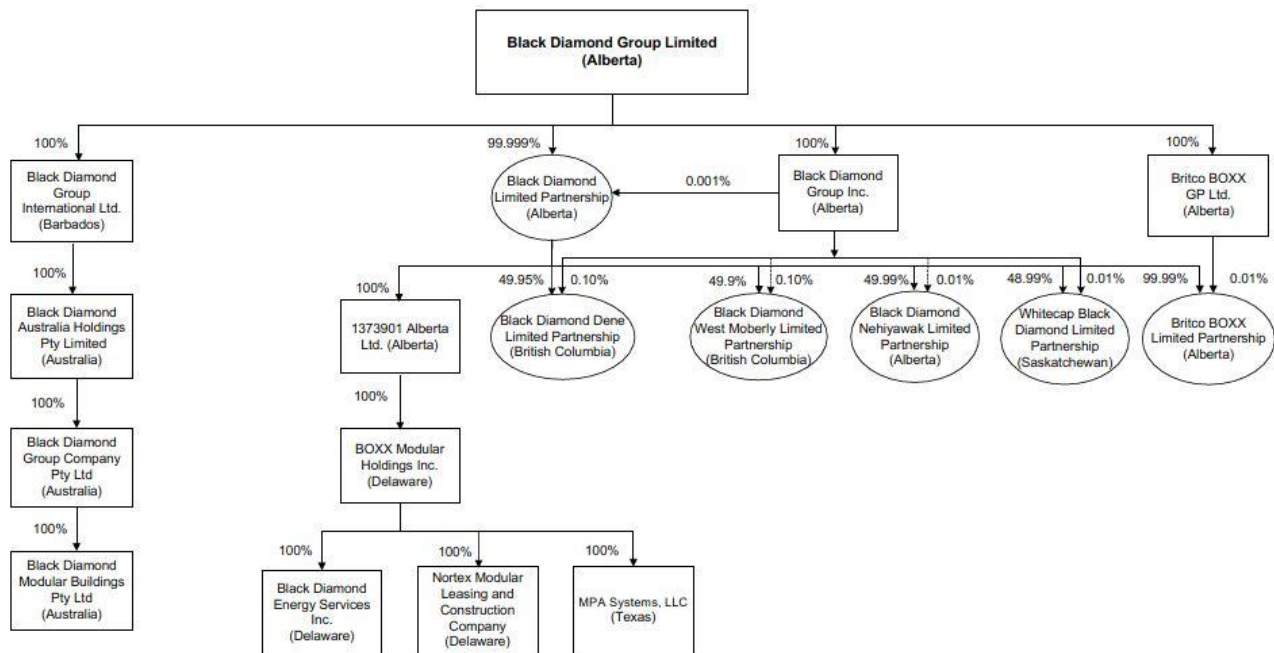 Black Diamond Group Limited
(Alberta)
100%
99.999%
100%
100%
Black Diamond
Group
International Ltd.
(Barbados)
Black Diamond
Limited Partnership
(Alberta)
0.001%
Black Diamond
Group Inc.
(Alberta)
Britco BOXX
GP Ltd.
(Alberta)
100%
100%
49.95%
0.10%
49.9%
0.10%
49.99%
0.01%
48.99%
0.01%
99.99%
0.01%
Black Diamond
Australia Holdings
Pty Limited
(Australia)
1373901 Alberta
Ltd. (Alberta)
Black Diamond Dene
Limited Partnership
(British Columbia)
Black Diamond
West Moberly Limited
Partnership
(British Columbia)
Black Diamond
Nehiyawak Limited
Partnership
(Alberta)
Whitecap Black
Diamond Limited
Partnership
(Saskatchewan)
Britco BOXX
Limited Partnership
(Alberta)
100%
100%
Black Diamond
Group Company
Pty Ltd
(Australia)
BOXX Modular
Holdings Inc.
(Delaware)
100%
100%
100%
100%
Black Diamond
Modular Buildings
Pty Ltd
(Australia)
Black Diamond
Energy Services
Inc.
(Delaware)
Nortex Modular
Leasing and
Construction
Company
(Delaware)
MPA Systems, LLC
(Texas)